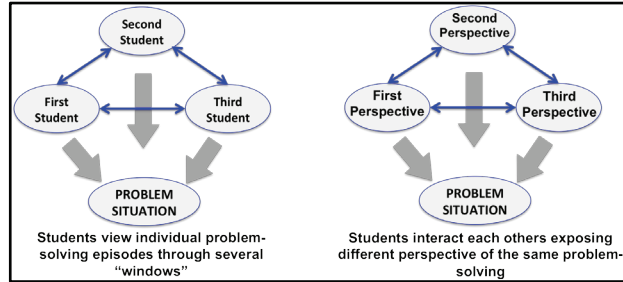 Second
Student
First
Student
Third
Student
PROBLEM
SITUATION
Students view individual problem-
solving episodes through several
“windows”
Second
Perspective
First
Perspective
Third
Perspective
PROBLEM
SITUATION
Students interact each others exposing
different perspective of the same problem-
solving